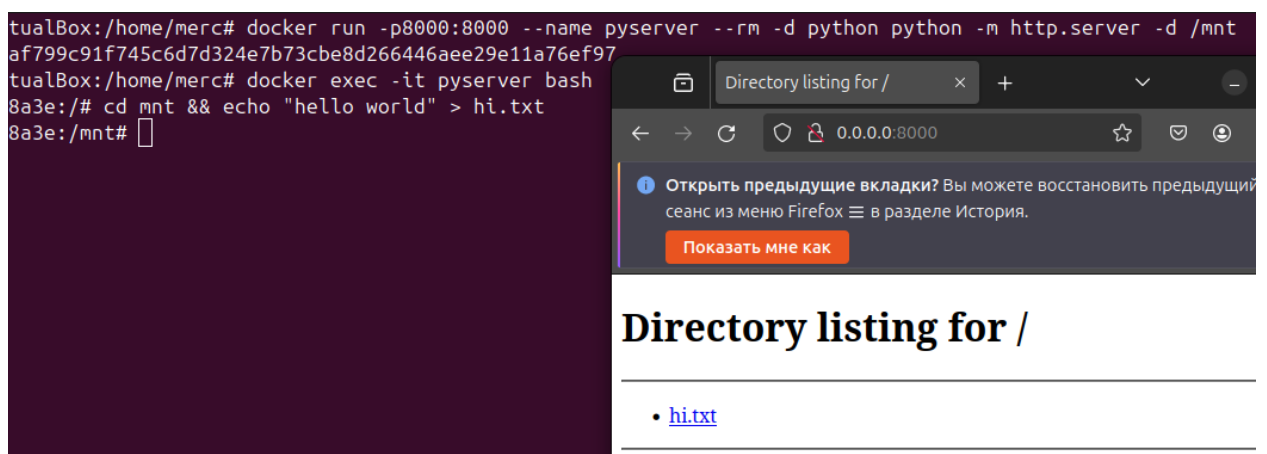 tualBox:/home/merc# docker run -p8000:8000 --name pyserver --rm -d python python -m http.server -d /mnt
af799c91f745c6d7d324e7b73cbe8d266446aee29e11a76ef97
tualBox:/home/merc# docker exec -it pyserver bash
8a3e:/# cd mnt && echo "hello world" > hi.txt
8a3e:/mnt#
Directory listing for /
0.0.0.0:8000
Открыть предыдущие вкладки? Вы можете восстановить предыдущий
сеанс из меню Firefox ☰ в разделе История.
Показать мне как
Directory listing for /
• hi.txt